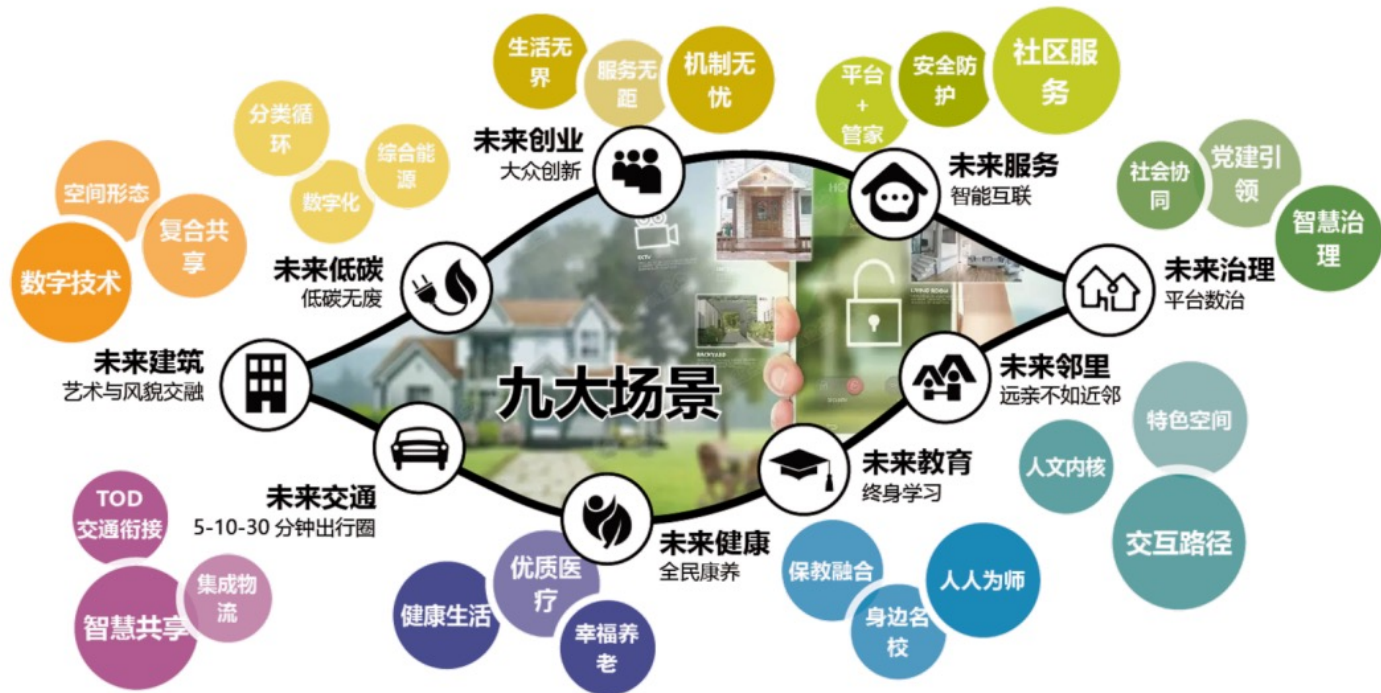 生活无
界
服务无
距
机制无
忧
平台
+
管家
安全防
护
社区服
务
分类循
环
数字化
综合能
源
未来创业
大众创新
未来服务
智能互联
社会协
同
党建引
领
智慧治
理
空间形态
复合共
享
数字技术
未来低碳
低碳无废
未来治理
平台数治
未来建筑
艺术与风貌交融
九大场景
LIVING ROOM
BACKYARD
未来邻里
远亲不如近邻
特色空间
人文内核
交互路径
未来交通
5-10-30 分钟出行圈
未来教育
终身学习
未来健康
全民康养
TOD
交通衔接
集成物
流
智慧共享
健康生活
优质医
疗
幸福养
老
保教融合
身边名
校
人人为师